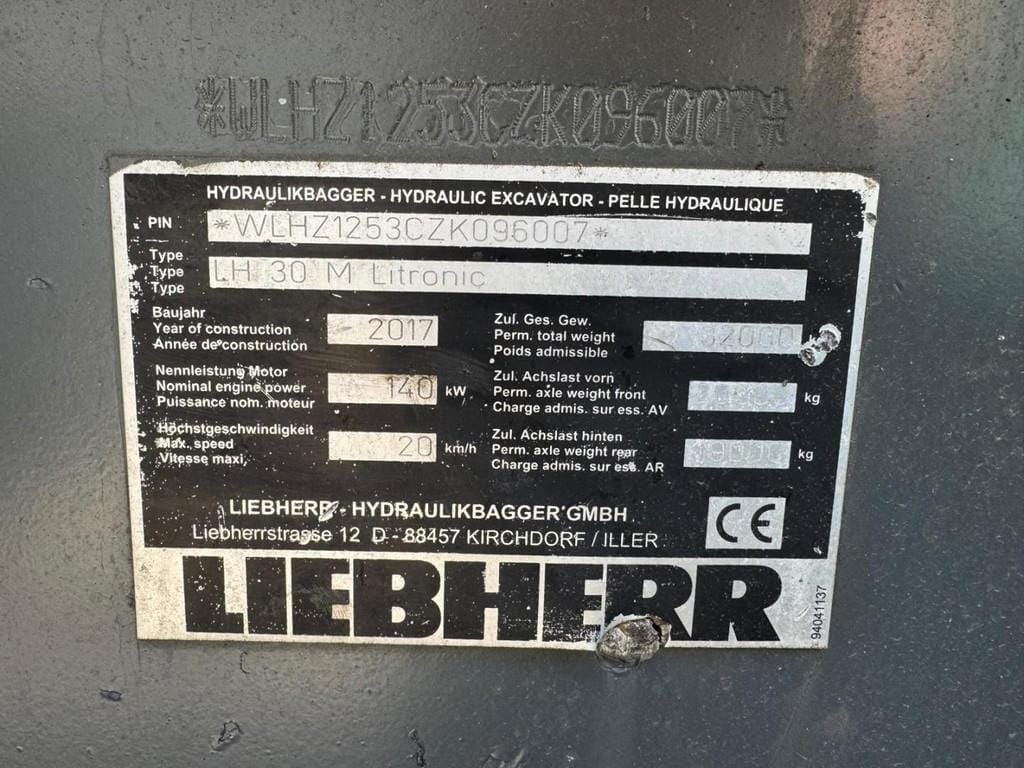 *WLHZ1253CZK096007*
HYDRAULIKBAGGER - HYDRAULIC EXCAVATOR - PELLE HYDRAULIQUE
PIN *WLHZ1253CZK096007*
Type
Type LH 30 M Litronic
Type
Baujahr
Year of construction 2017
Année de construction
Nennleistung Motor
Nominal engine power 140 kW
Puissance nom. moteur
Höchstgeschwindigkeit
Max. speed 20 km/h
Vitesse maxi.
Zul. Ges. Gew.
Perm. total weight 32000
Poids admissible
Zul. Achslast vorn
Perm. axle weight front kg
Charge admis. sur ess. AV
Zul. Achslast hinten
Perm. axle weight rear kg
Charge admis. sur ess. AR
LIEBHERR - HYDRAULIKBAGGER GMBH
Liebherrstrasse 12 D - 88457 KIRCHDORF / ILLER
CE
LIEBHERR
94041137